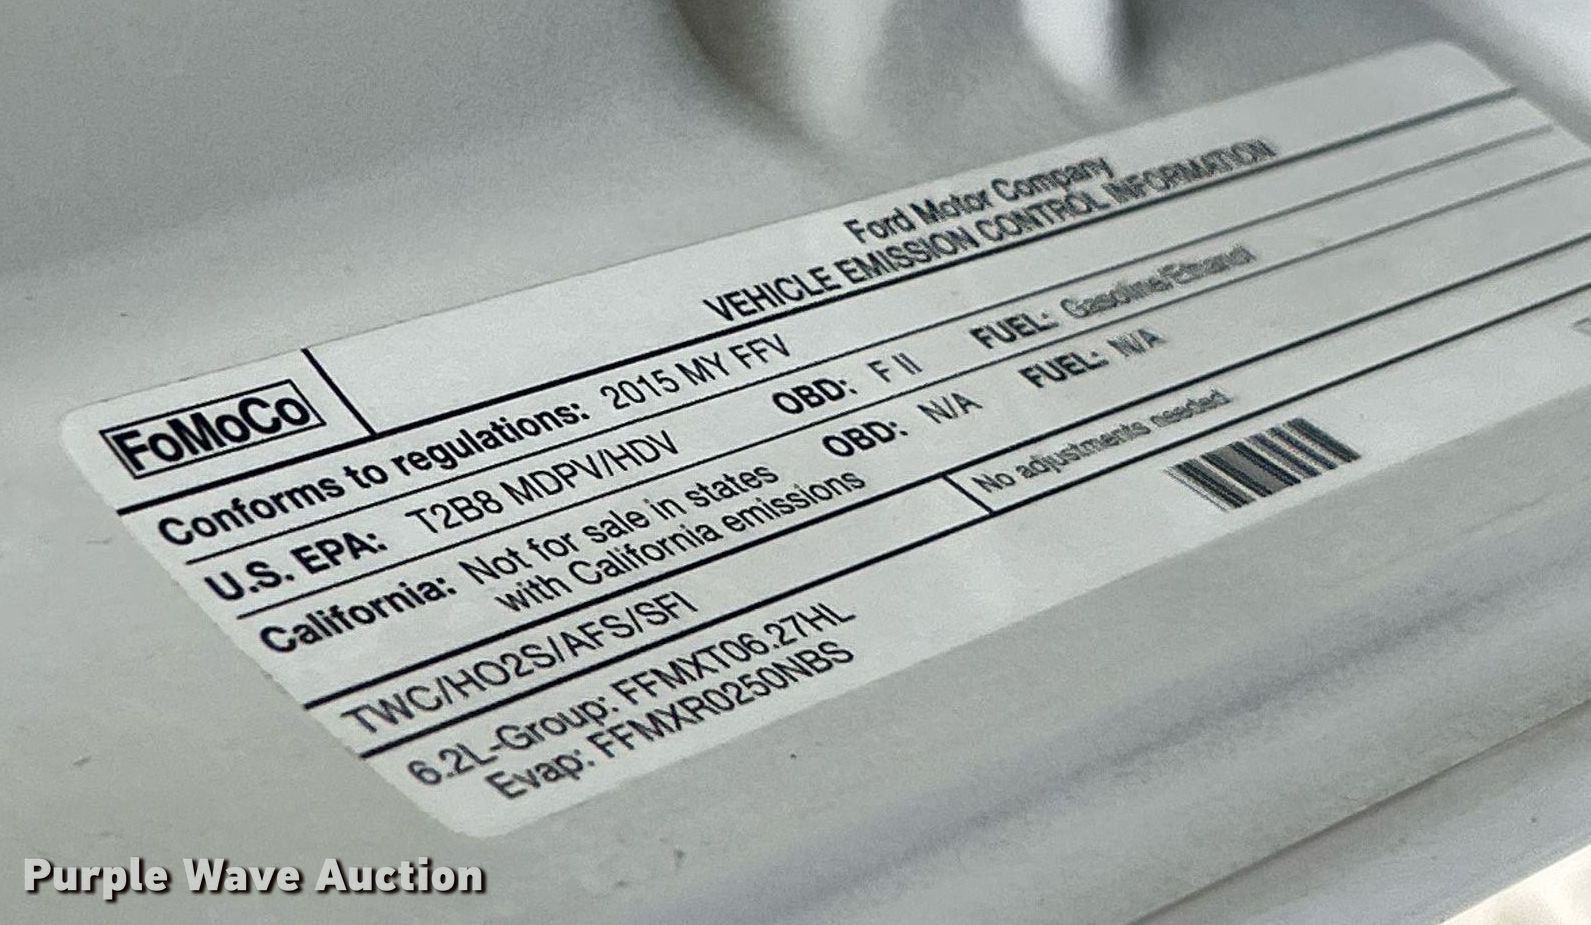 Ford Motor Company
VEHICLE EMISSION CONTROL INFORMATION
FoMoCo
Conforms to regulations: 2015 MY FFV
U.S. EPA: T2B8 MDPV/HDV OBD: F II FUEL: Gasoline/Ethanol
California: Not for sale in states OBD: N/A FUEL: N/A
with California emissions
TWC/HO2S/AFS/SFI No adjustments needed.
6.2L-Group: FFMXT06.27HL
Evap: FFMXR0250NBS
Purple Wave Auction